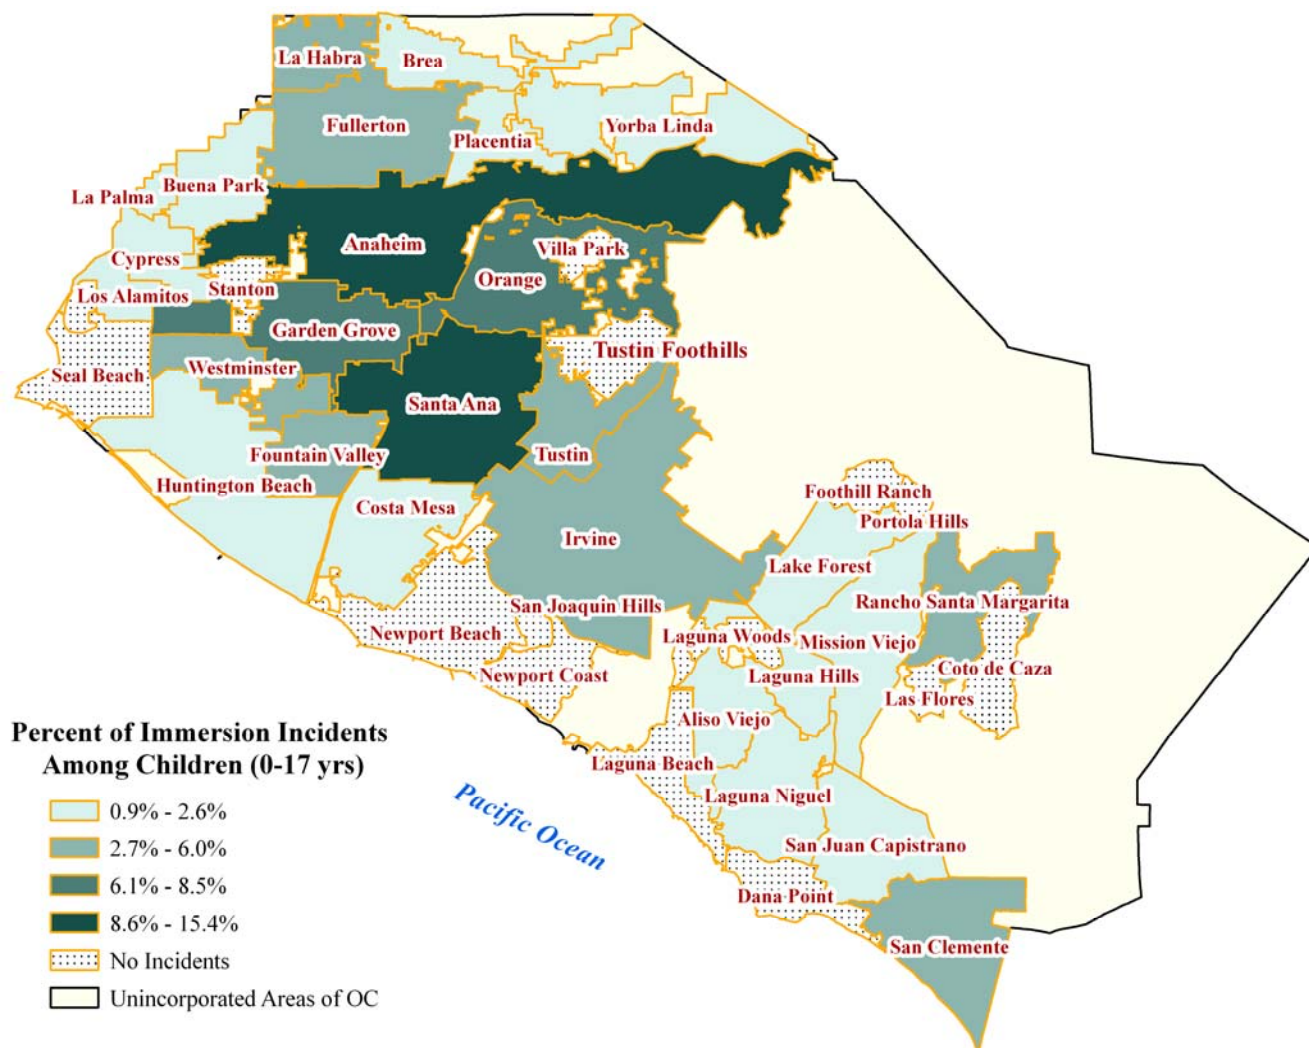 La Habra
Brea
Fullerton
Placentia
Yorba Linda
La Palma
Buena Park
Anaheim
Villa Park
Cypress
Orange
Los Alamitos
Stanton
Garden Grove
Tustin Foothills
Seal Beach
Westminster
Santa Ana
Fountain Valley
Tustin
Huntington Beach
Costa Mesa
Foothill Ranch
Portola Hills
Irvine
Lake Forest
San Joaquin Hills
Rancho Santa Margarita
Newport Beach
Laguna Woods
Mission Viejo
Newport Coast
Laguna Hills
Coto de Caza
Las Flores
Aliso Viejo
Laguna Beach
Laguna Niguel
San Juan Capistrano
Dana Point
San Clemente
Pacific Ocean
Percent of Immersion Incidents
Among Children (0-17 yrs)
0.9% - 2.6%
2.7% - 6.0%
6.1% - 8.5%
8.6% - 15.4%
No Incidents
Unincorporated Areas of OC